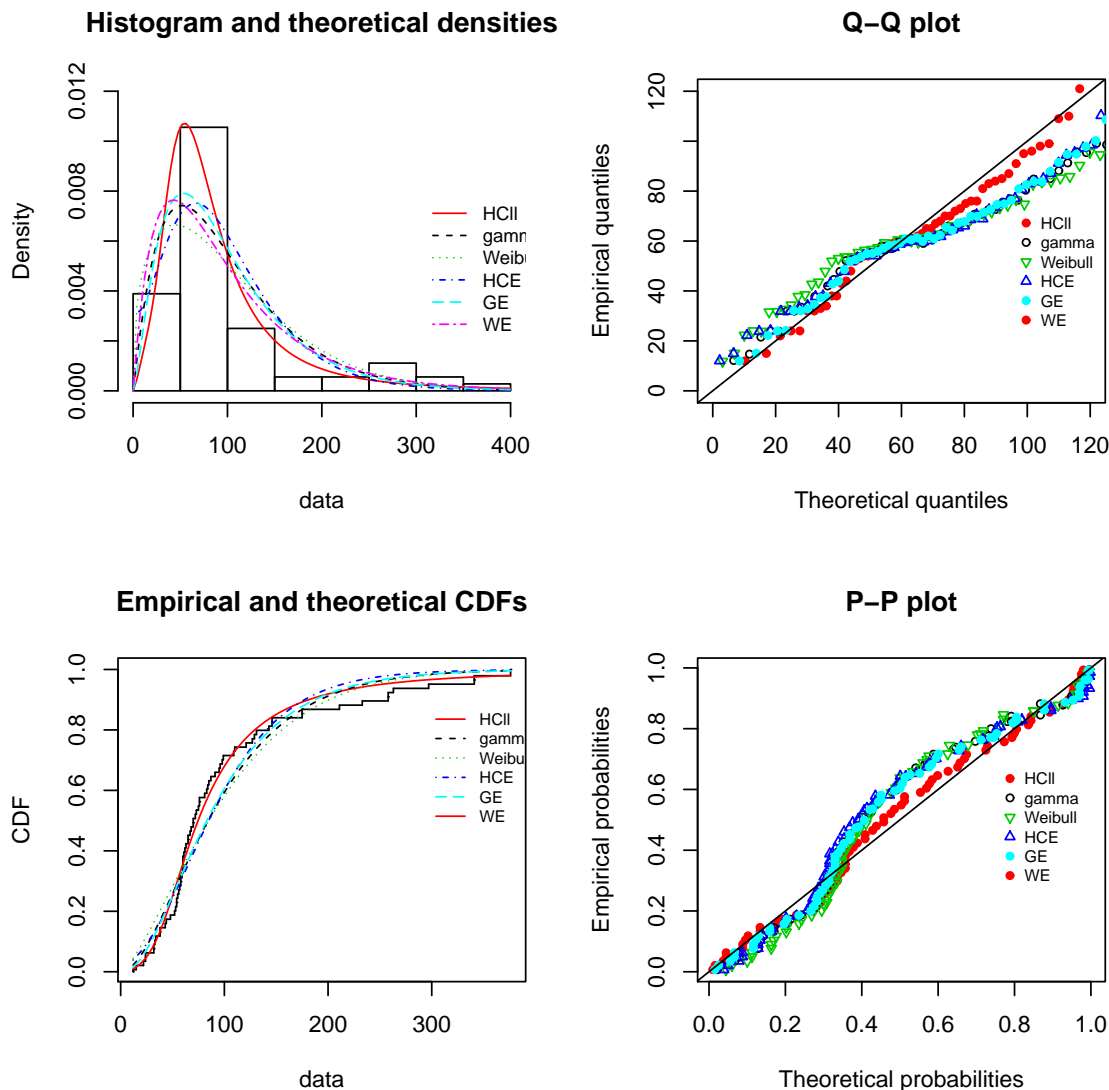 Histogram and theoretical densities
Density
0.000
0.004
0.008
0.012
0
100
200
300
400
data
HCII
gamm
Weibu
HCE
GE
WE
Q−Q plot
Empirical quantiles
0
20
40
60
80
120
0
20
40
60
80
100
120
Theoretical quantiles
HCII
gamma
Weibull
HCE
GE
WE
Empirical and theoretical CDFs
CDF
0.0
0.2
0.4
0.6
0.8
1.0
0
100
200
300
data
HCII
gamm
Weibu
HCE
GE
WE
P−P plot
Empirical probabilities
0.0
0.2
0.4
0.6
0.8
1.0
0.0
0.2
0.4
0.6
0.8
1.0
Theoretical probabilities
HCII
gamma
Weibull
HCE
GE
WE